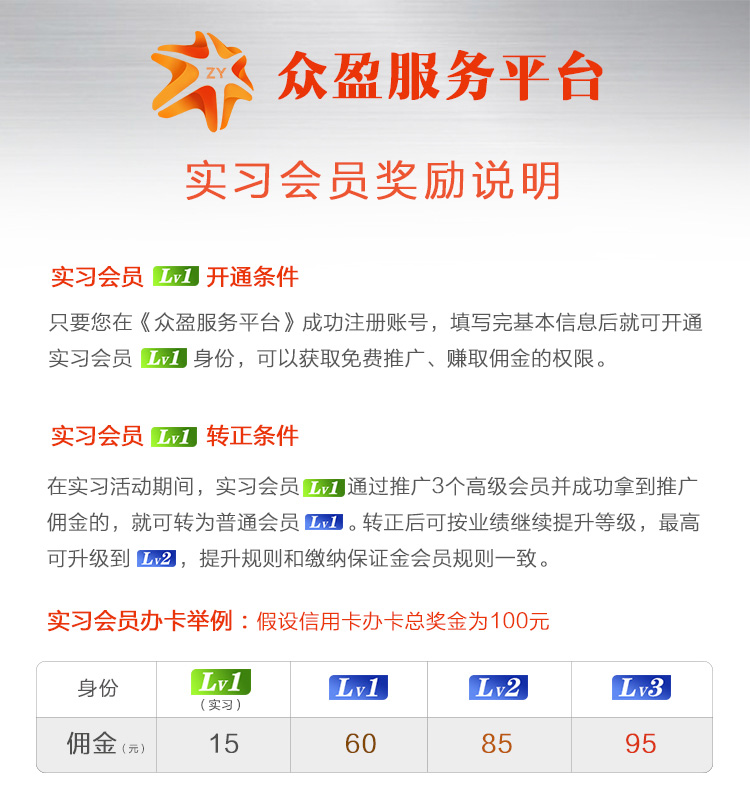 ZY
众盈服务平台
实习会员奖励说明
实习会员 Lv1 开通条件
只要您在《众盈服务平台》成功注册账号，填写完基本信息后就可开通
实习会员 Lv1 身份，可以获取免费推广、赚取佣金的权限。
实习会员 Lv1 转正条件
在实习活动期间，实习会员 Lv1 通过推广3个高级会员并成功拿到推广
佣金的，就可转为普通会员 Lv1 。转正后可按业绩继续提升等级，最高
可升级到 Lv2 ，提升规则和缴纳保证金会员规则一致。
实习会员办卡举例：假设信用卡办卡总奖金为100元
身份 Lv1 Lv1 Lv2 Lv3
（实习）
佣金（元） 15 60 85 95